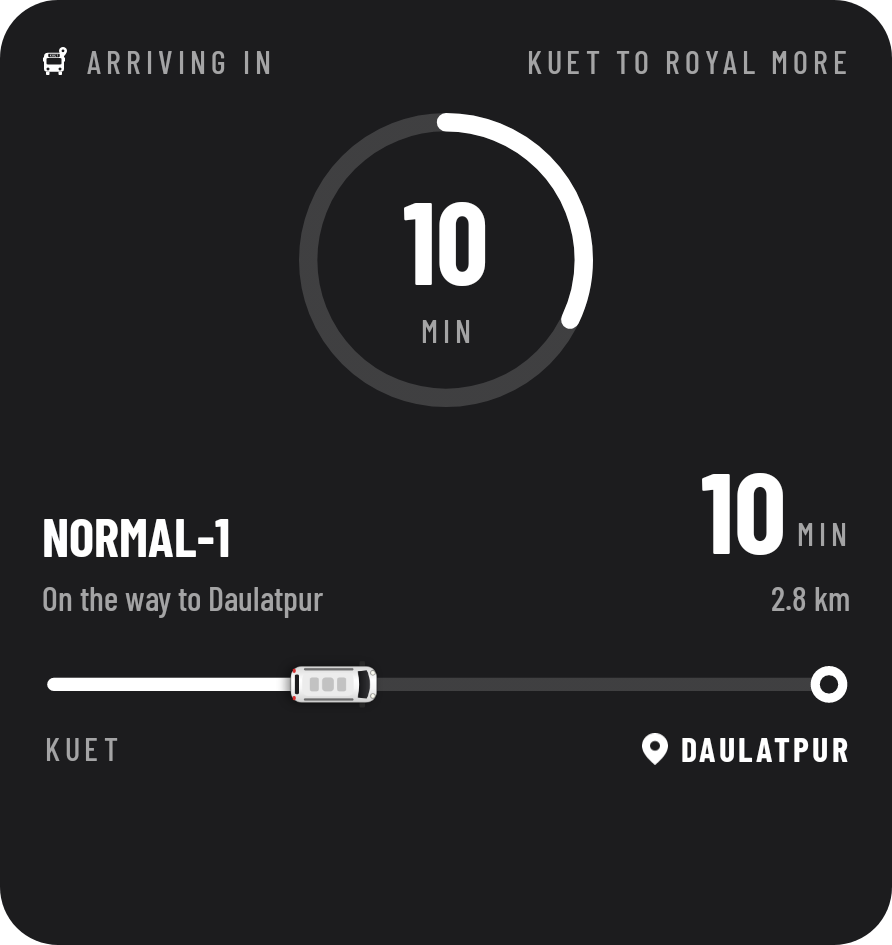 ARRIVING IN
KUET TO ROYAL MORE
10
MIN
NORMAL-1
10 MIN
On the way to Daulatpur
2.8 km
KUET
DAULATPUR